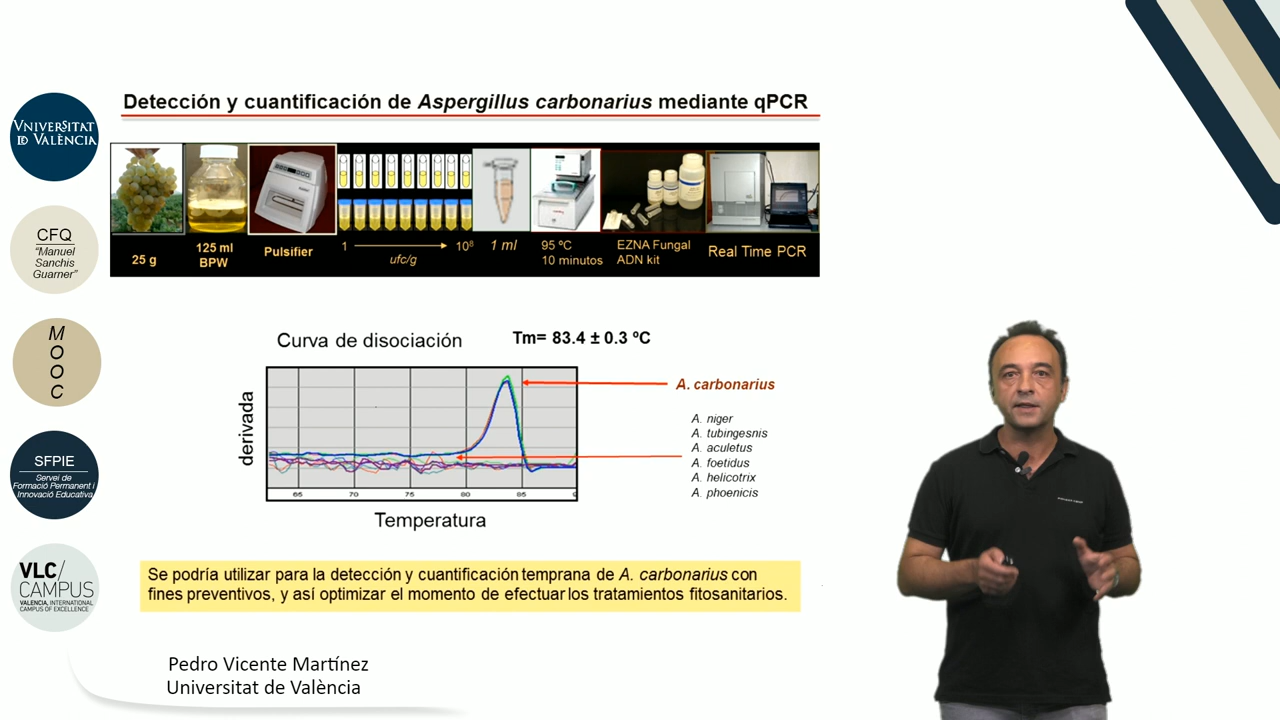 Detección y cuantificación de Aspergillus carbonarius mediante qPCR
VNIVERSITAT
ID VALÈNCIA
CFQ
"Manuel
Sanchis
Guarner"
M
O
O
C
SFPIE
Servei de
Formació Permanent i
Innovació Educativa
VLC/
CAMPUS
VALENCIA, INTERNATIONAL
CAMPUS OF EXCELLENCE
25 g
125 ml
BPW
Pulsifier
1
10⁸
ufc/g
1 ml
95 ºC
10 minutos
EZNA Fungal
ADN kit
Real Time PCR
Curva de disociación
Tm= 83.4 ± 0.3 ºC
derivada
65 70 75 80 85
Temperatura
A. carbonarius
A. niger
A. tubingesnis
A. aculetus
A. foetidus
A. helicotrix
A. phoenicis
Se podría utilizar para la detección y cuantificación temprana de A. carbonarius con
fines preventivos, y así optimizar el momento de efectuar los tratamientos fitosanitarios.
Pedro Vicente Martínez
Universitat de València